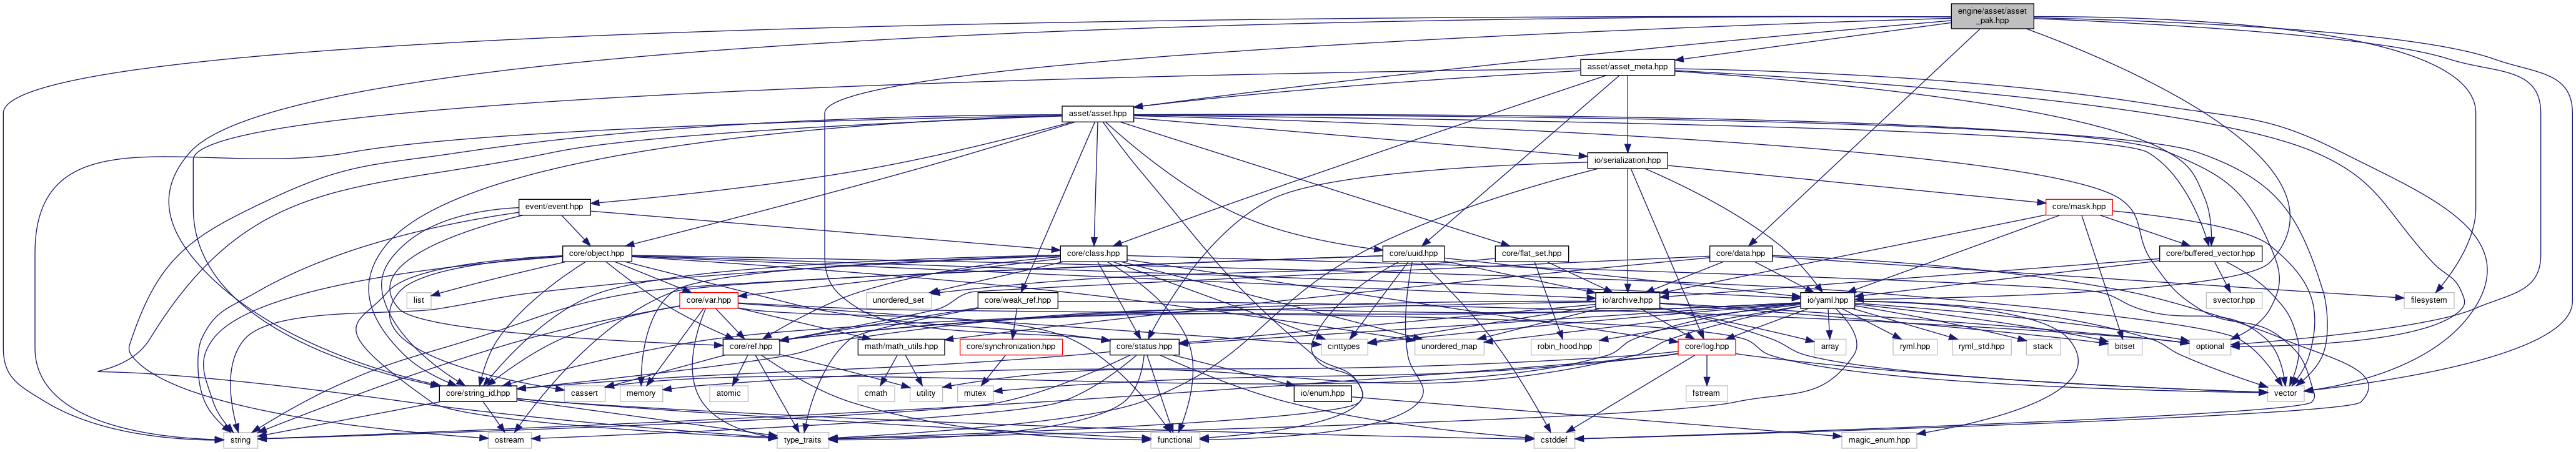 engine/asset/asset
_pak.hpp
asset/asset_meta.hpp
asset/asset.hpp
io/serialization.hpp
event/event.hpp
core/mask.hpp
core/object.hpp
core/class.hpp
core/uuid.hpp
core/flat_set.hpp
core/data.hpp
core/buffered_vector.hpp
list
core/var.hpp
unordered_set
core/weak_ref.hpp
io/archive.hpp
io/yaml.hpp
svector.hpp
filesystem
core/ref.hpp
math/math_utils.hpp
core/synchronization.hpp
core/status.hpp
cinttypes
unordered_map
robin_hood.hpp
core/log.hpp
array
ryml.hpp
ryml_std.hpp
stack
bitset
optional
core/string_id.hpp
cassert
memory
atomic
cmath
utility
mutex
io/enum.hpp
fstream
vector
string
ostream
type_traits
functional
cstddef
magic_enum.hpp